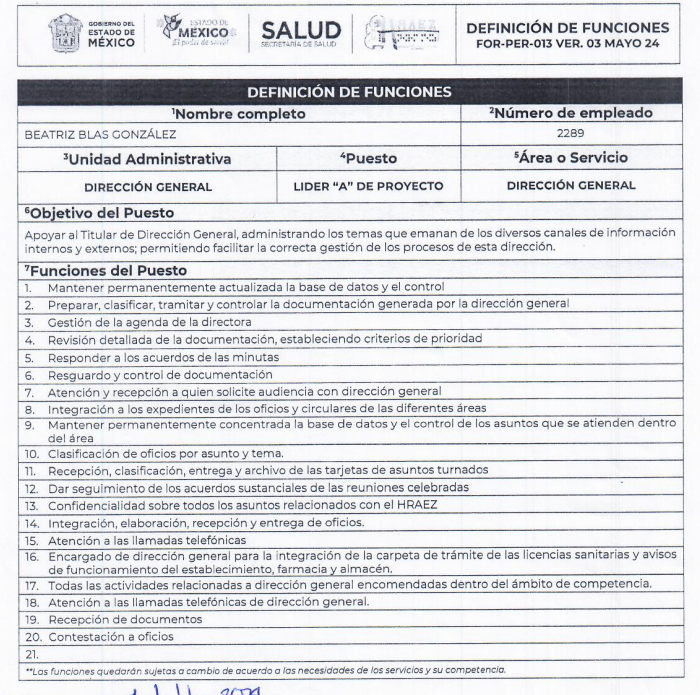 GOBIERNO DEL
ESTADO DE
MÉXICO
ESTADO DE
MÉXICO
¡El poder de servir!
SALUD
SECRETARÍA DE SALUD
HRAEZ
DEFINICIÓN DE FUNCIONES
FOR-PER-013 VER. 03 MAYO 24
DEFINICIÓN DE FUNCIONES
¹Nombre completo ²Número de empleado
BEATRIZ BLAS GONZÁLEZ 2289
³Unidad Administrativa ⁴Puesto ⁵Área o Servicio
DIRECCIÓN GENERAL LIDER “A” DE PROYECTO DIRECCIÓN GENERAL
⁶Objetivo del Puesto
Apoyar al Titular de Dirección General, administrando los temas que emanan de los diversos canales de información
internos y externos; permitiendo facilitar la correcta gestión de los procesos de esta dirección.
⁷Funciones del Puesto
1. Mantener permanentemente actualizada la base de datos y el control
2. Preparar, clasificar, tramitar y controlar la documentación generada por la dirección general
3. Gestión de la agenda de la directora
4. Revisión detallada de la documentación, estableciendo criterios de prioridad
5. Responder a los acuerdos de las minutas
6. Resguardo y control de documentación
7. Atención y recepción a quien solicite audiencia con dirección general
8. Integración a los expedientes de los oficios y circulares de las diferentes áreas
9. Mantener permanentemente concentrada la base de datos y el control de los asuntos que se atienden dentro
del área
10. Clasificación de oficios por asunto y tema.
11. Recepción, clasificación, entrega y archivo de las tarjetas de asuntos turnados
12. Dar seguimiento de los acuerdos sustanciales de las reuniones celebradas
13. Confidencialidad sobre todos los asuntos relacionados con el HRAEZ
14. Integración, elaboración, recepción y entrega de oficios.
15. Atención a las llamadas telefónicas
16. Encargado de dirección general para la integración de la carpeta de trámite de las licencias sanitarias y avisos
de funcionamiento del establecimiento, farmacia y almacén.
17. Todas las actividades relacionadas a dirección general encomendadas dentro del ámbito de competencia.
18. Atención a las llamadas telefónicas de dirección general.
19. Recepción de documentos
20. Contestación a oficios
21.
**Las funciones quedarán sujetas a cambio de acuerdo a las necesidades de los servicios y su competencia.